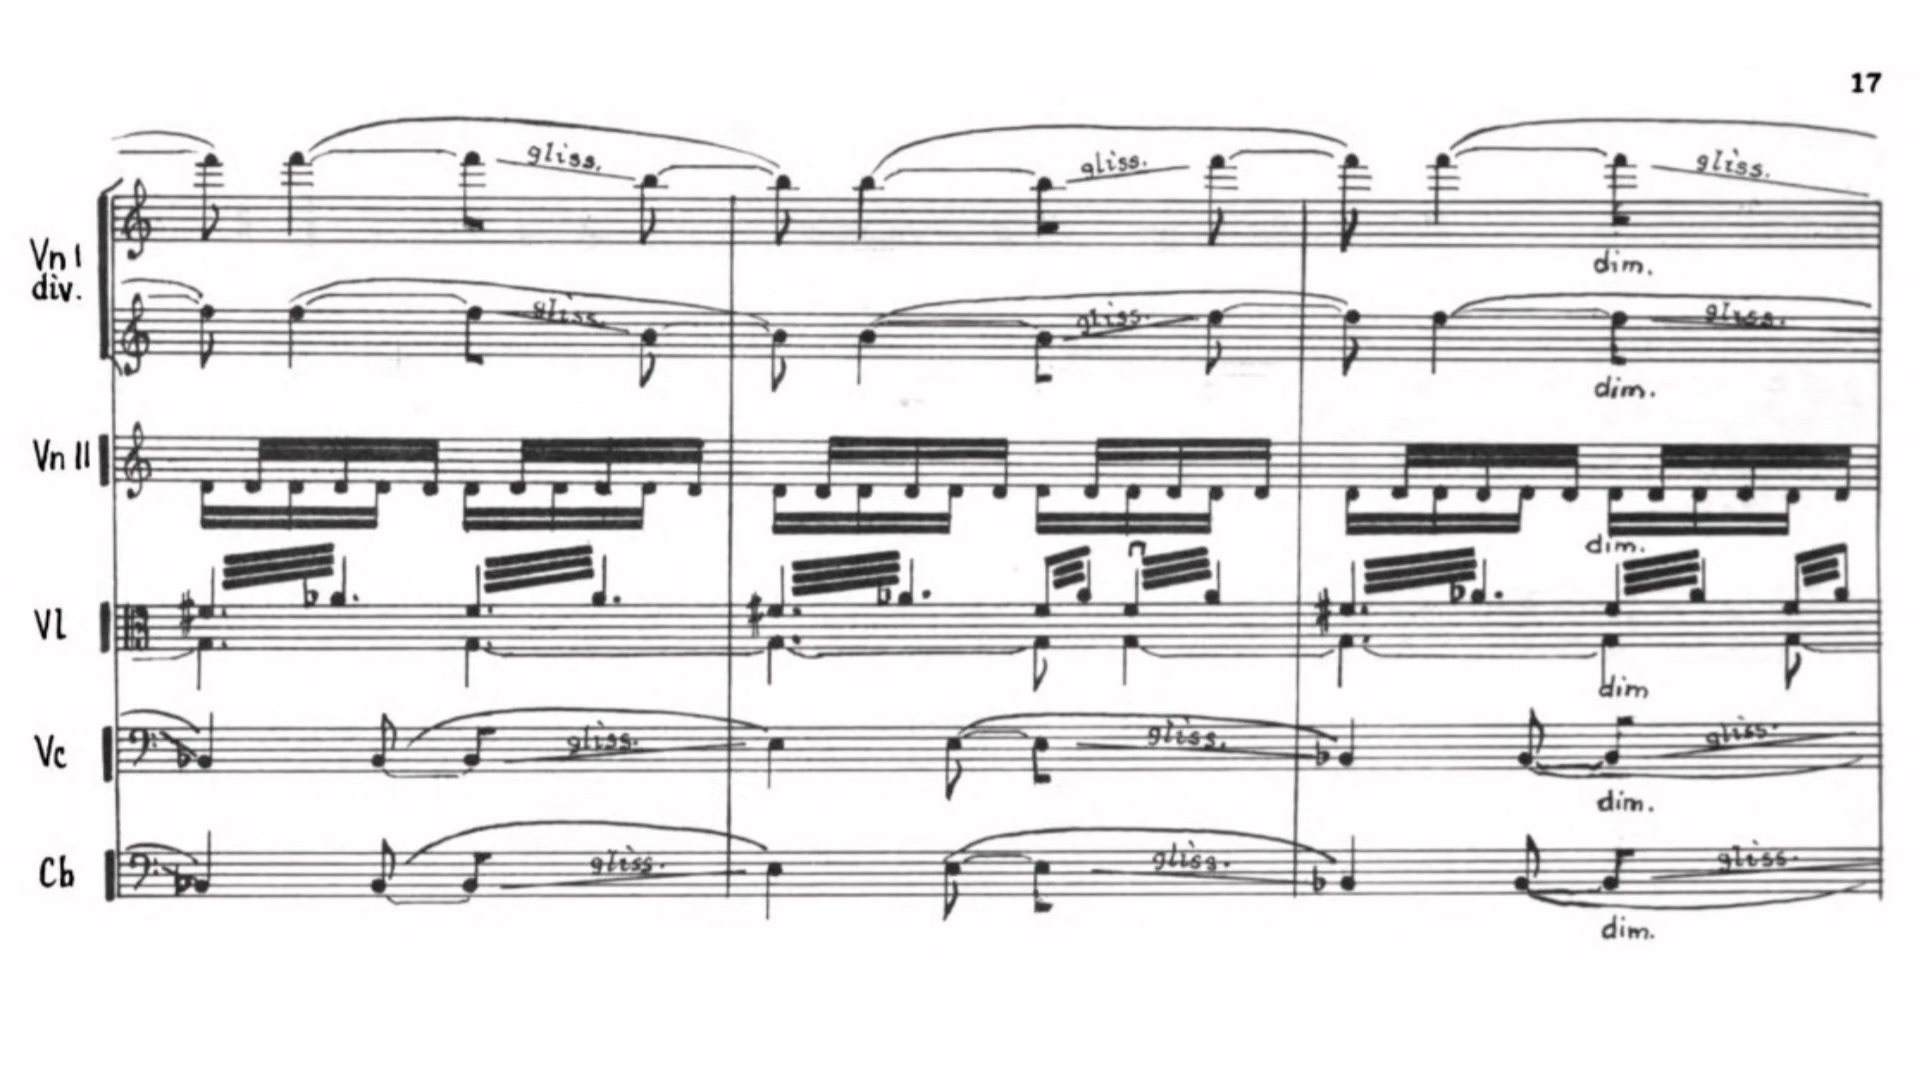 17
gliss. gliss. gliss.
Vn I
div.
dim.
gliss. gliss. gliss.
dim.
Vn II
dim.
Vl
dim
Vc
gliss. gliss. gliss.
dim.
Cb
gliss. gliss. gliss.
dim.